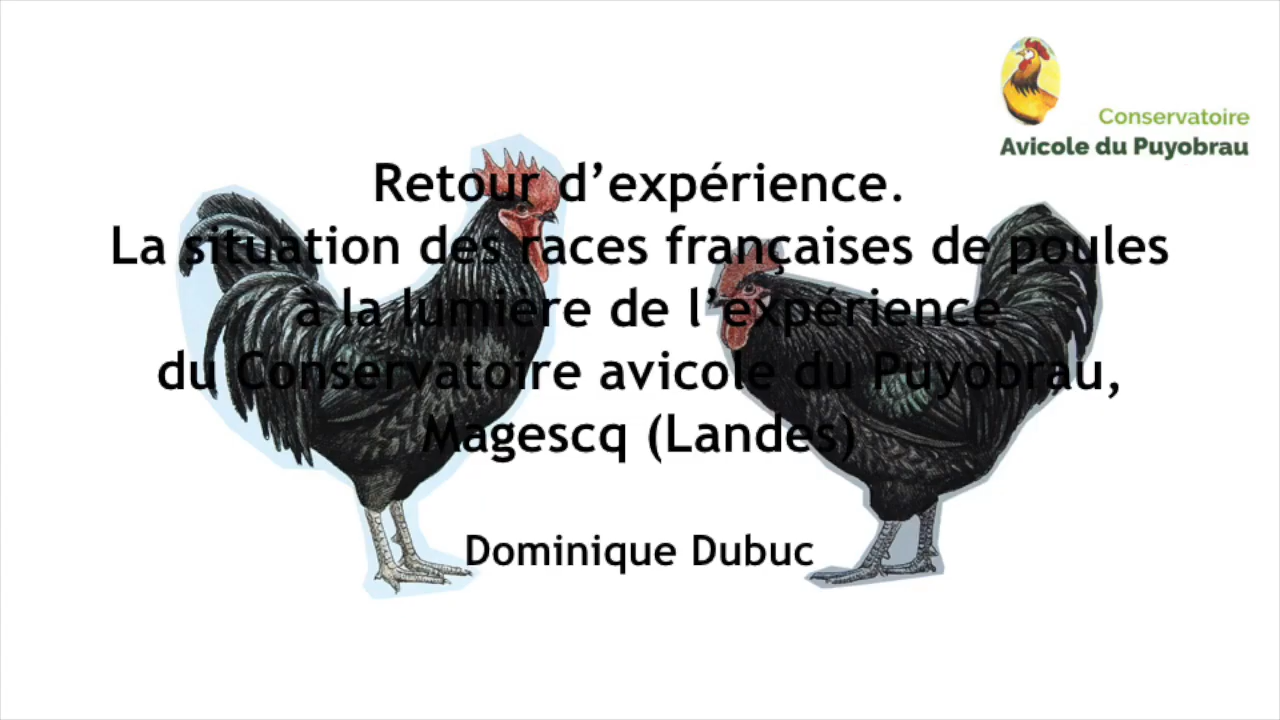 Conservatoire
Avicole du Puyobrau
Retour d’expérience.
La situation des races françaises de poules
à la lumière de l’expérience
du Conservatoire avicole du Puyobrau,
Magescq (Landes)
Dominique Dubuc